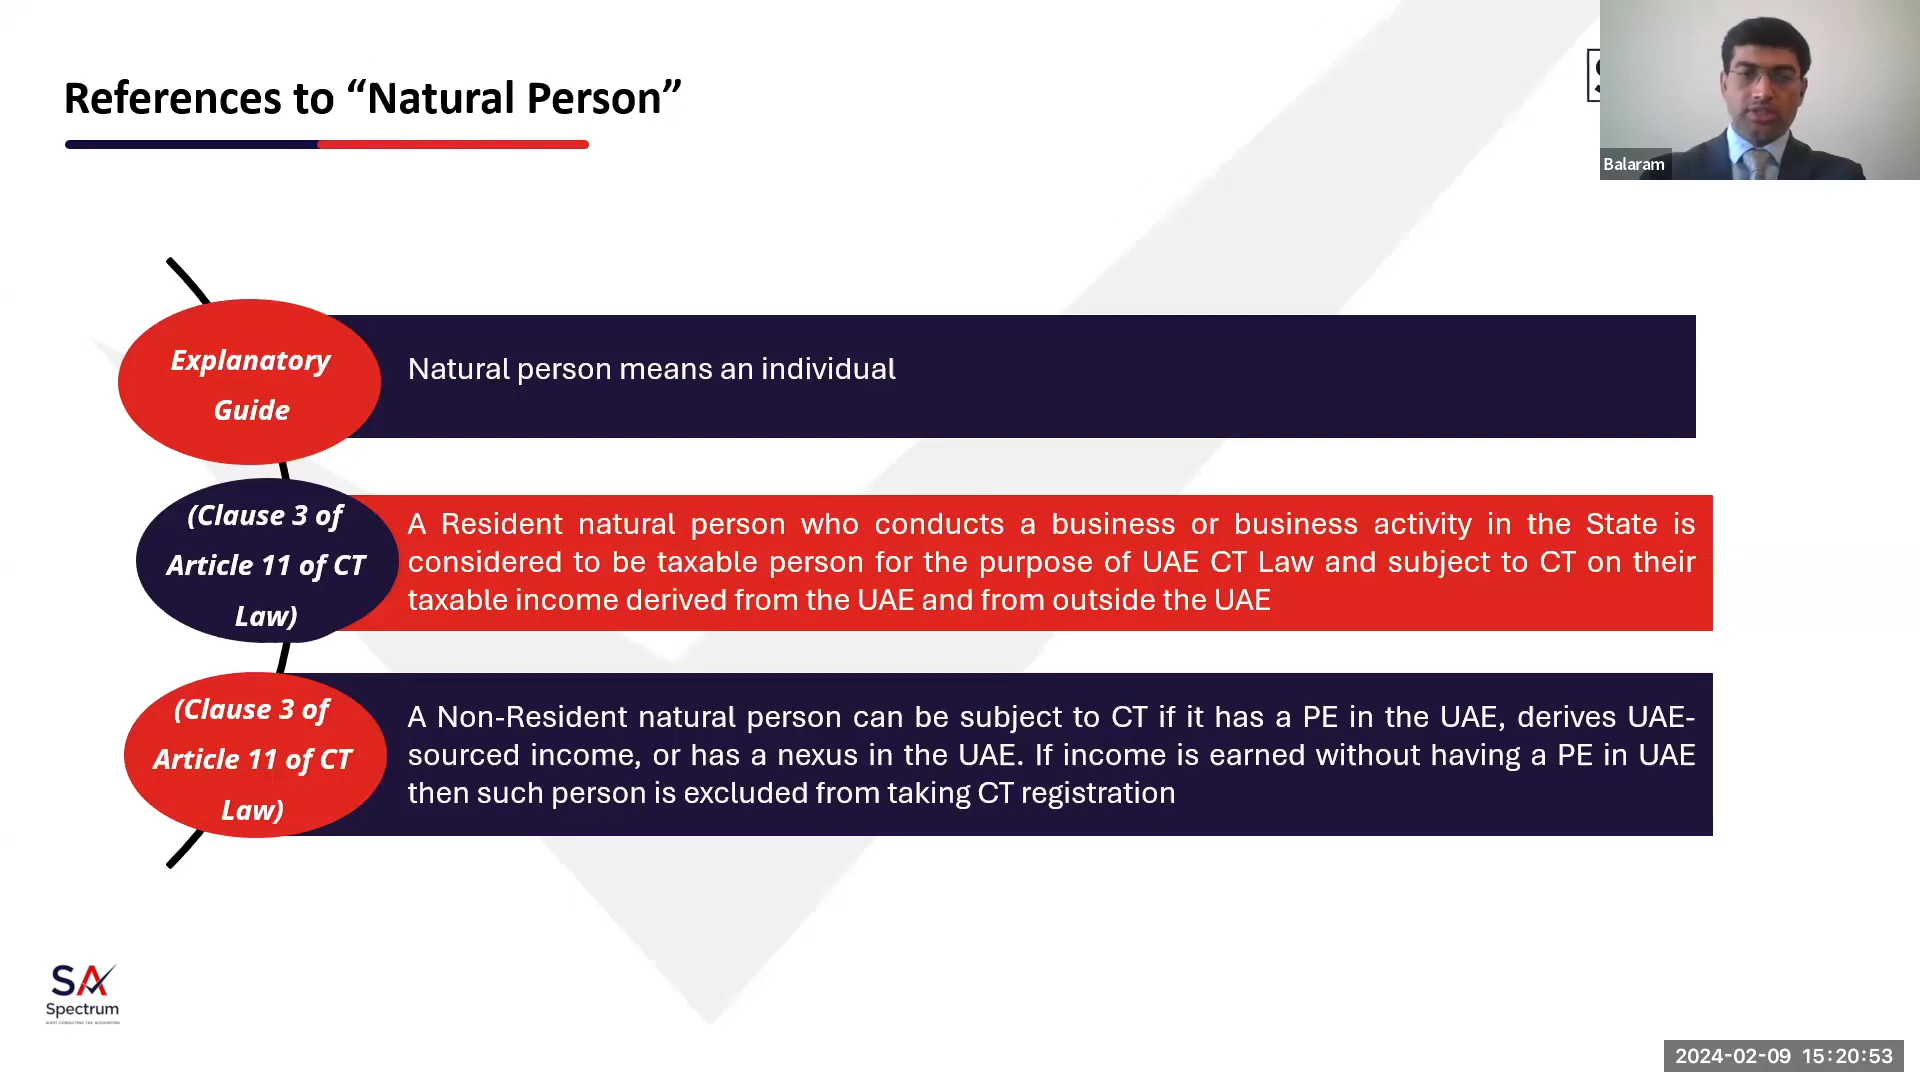 References to “Natural Person”
Balaram
Explanatory
Guide
Natural person means an individual
(Clause 3 of
Article 11 of CT
Law)
A Resident natural person who conducts a business or business activity in the State is
considered to be taxable person for the purpose of UAE CT Law and subject to CT on their
taxable income derived from the UAE and from outside the UAE
(Clause 3 of
Article 11 of CT
Law)
A Non-Resident natural person can be subject to CT if it has a PE in the UAE, derives UAE-
sourced income, or has a nexus in the UAE. If income is earned without having a PE in UAE
then such person is excluded from taking CT registration
SA
Spectrum
AUDIT. CONSULTING. TAX. ACCOUNTING
2024-02-09 15:20:53